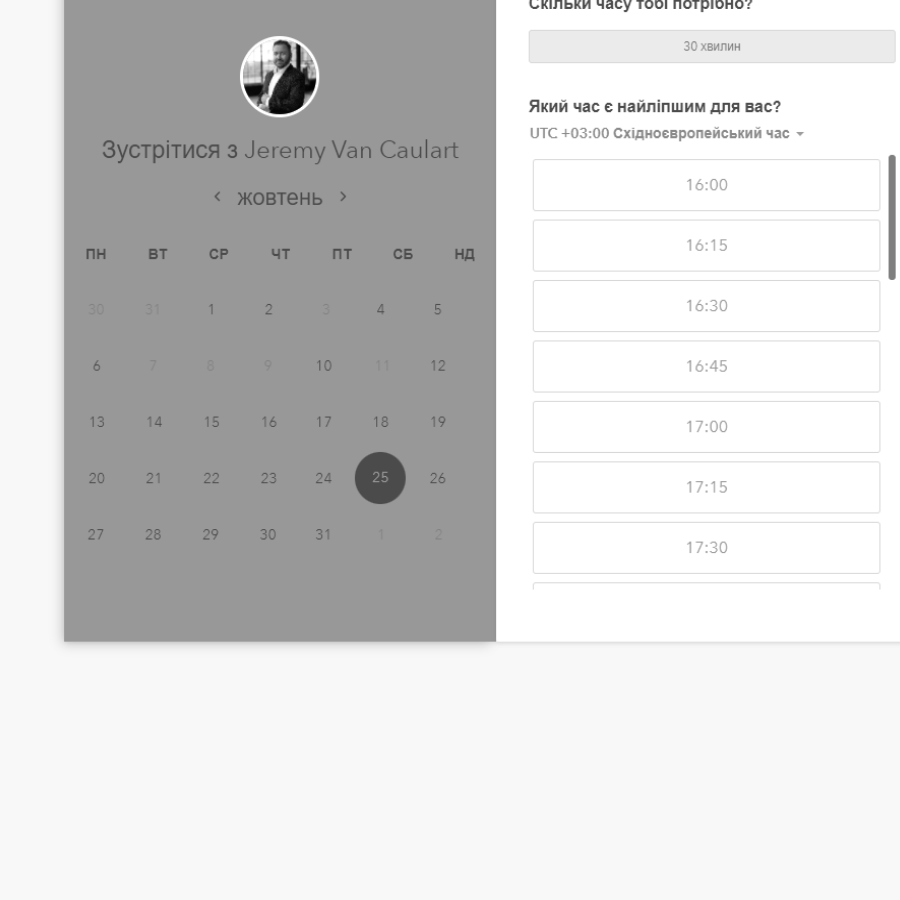 Зустрітися з Jeremy Van Caulart
жовтень
ПН ВТ СР ЧТ ПТ СБ НД
30 31 1 2 3 4 5
6 7 8 9 10 11 12
13 14 15 16 17 18 19
20 21 22 23 24 25 26
27 28 29 30 31 1 2
Скільки часу тобі потрібно?
30 хвилин
Який час є найліпшим для вас?
UTC +03:00 Східноєвропейський час
16:00
16:15
16:30
16:45
17:00
17:15
17:30